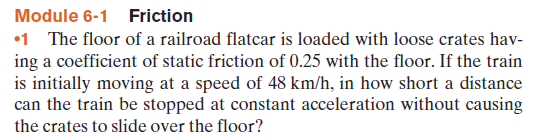 Module 6-1 Friction
•1 The floor of a railroad flatcar is loaded with loose crates hav-
ing a coefficient of static friction of 0.25 with the floor. If the train
is initially moving at a speed of 48 km/h, in how short a distance
can the train be stopped at constant acceleration without causing
the crates to slide over the floor?